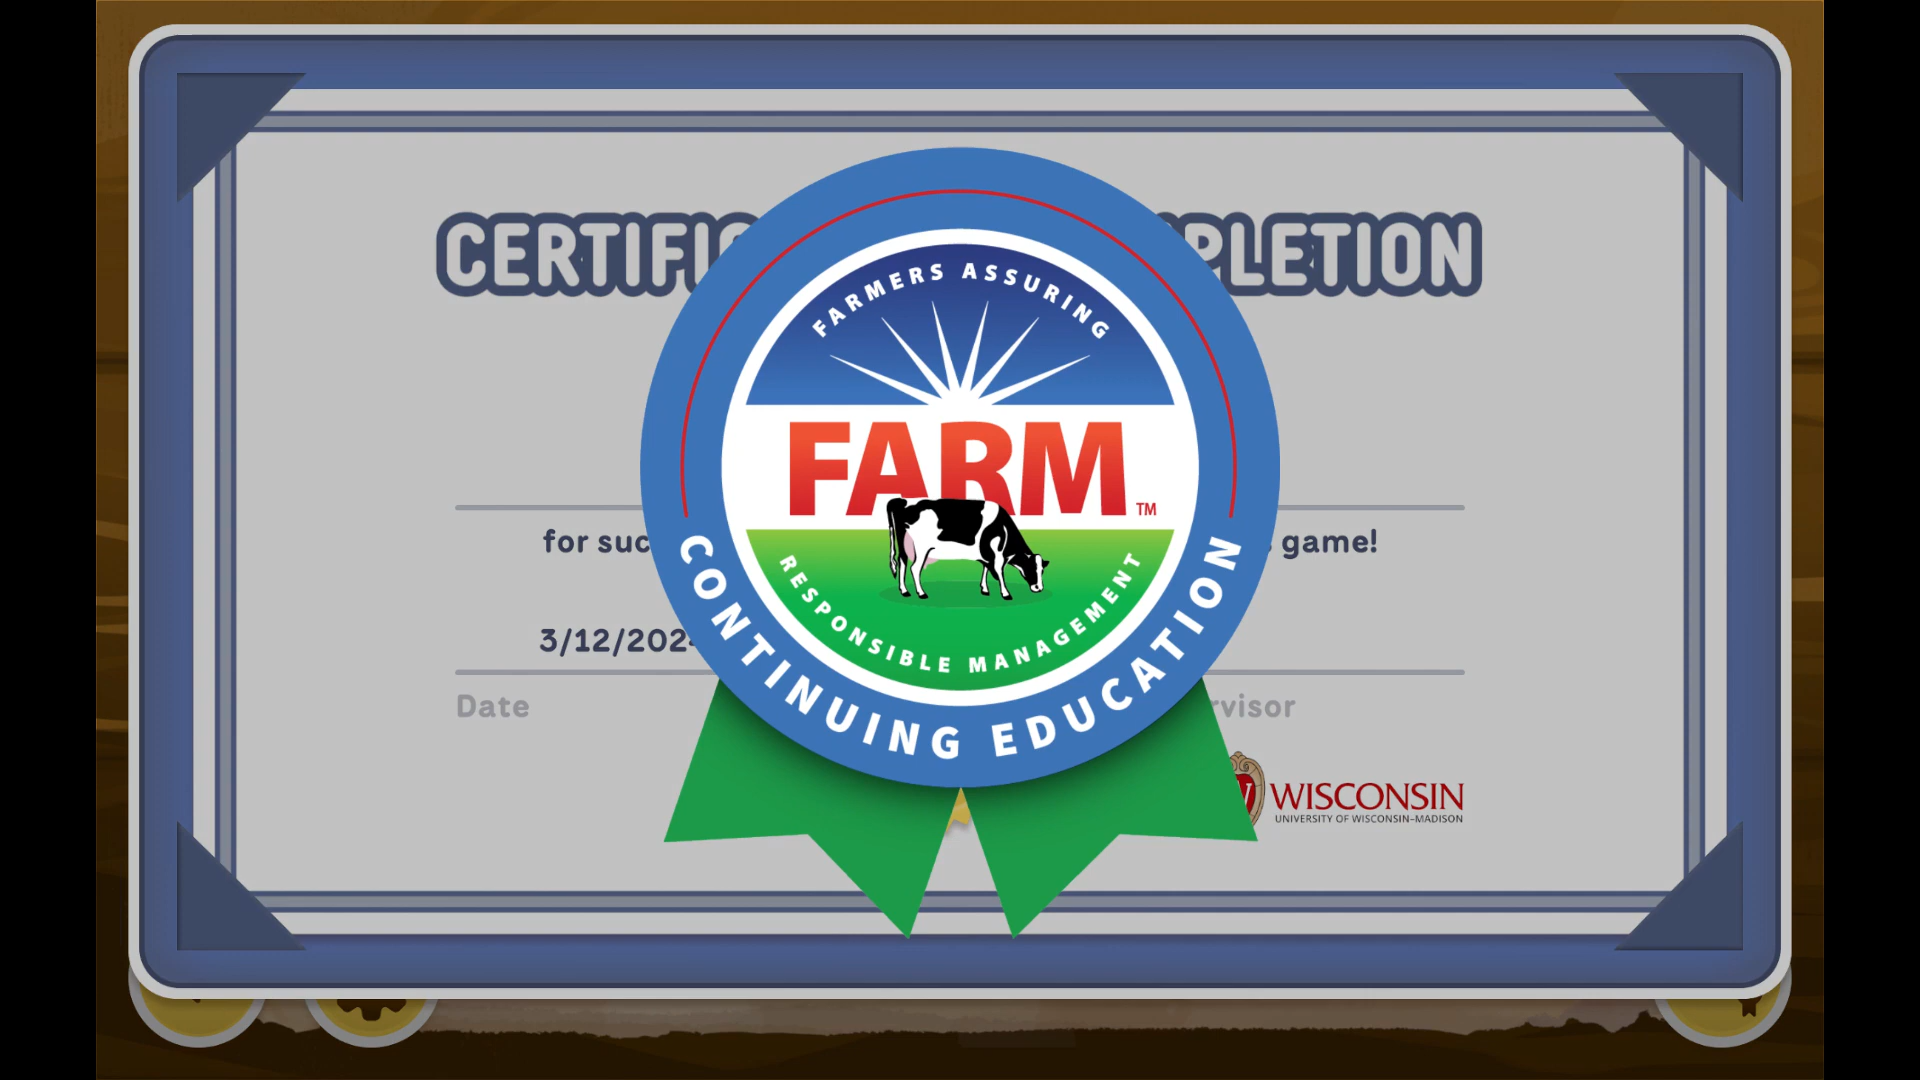 CERTIFIC PLETION
FARMERS ASSURING
FARM
TM
RESPONSIBLE MANAGEMENT
CONTINUING EDUCATION
for suc game!
3/12/202
Date rvisor
WISCONSIN
UNIVERSITY OF WISCONSIN–MADISON